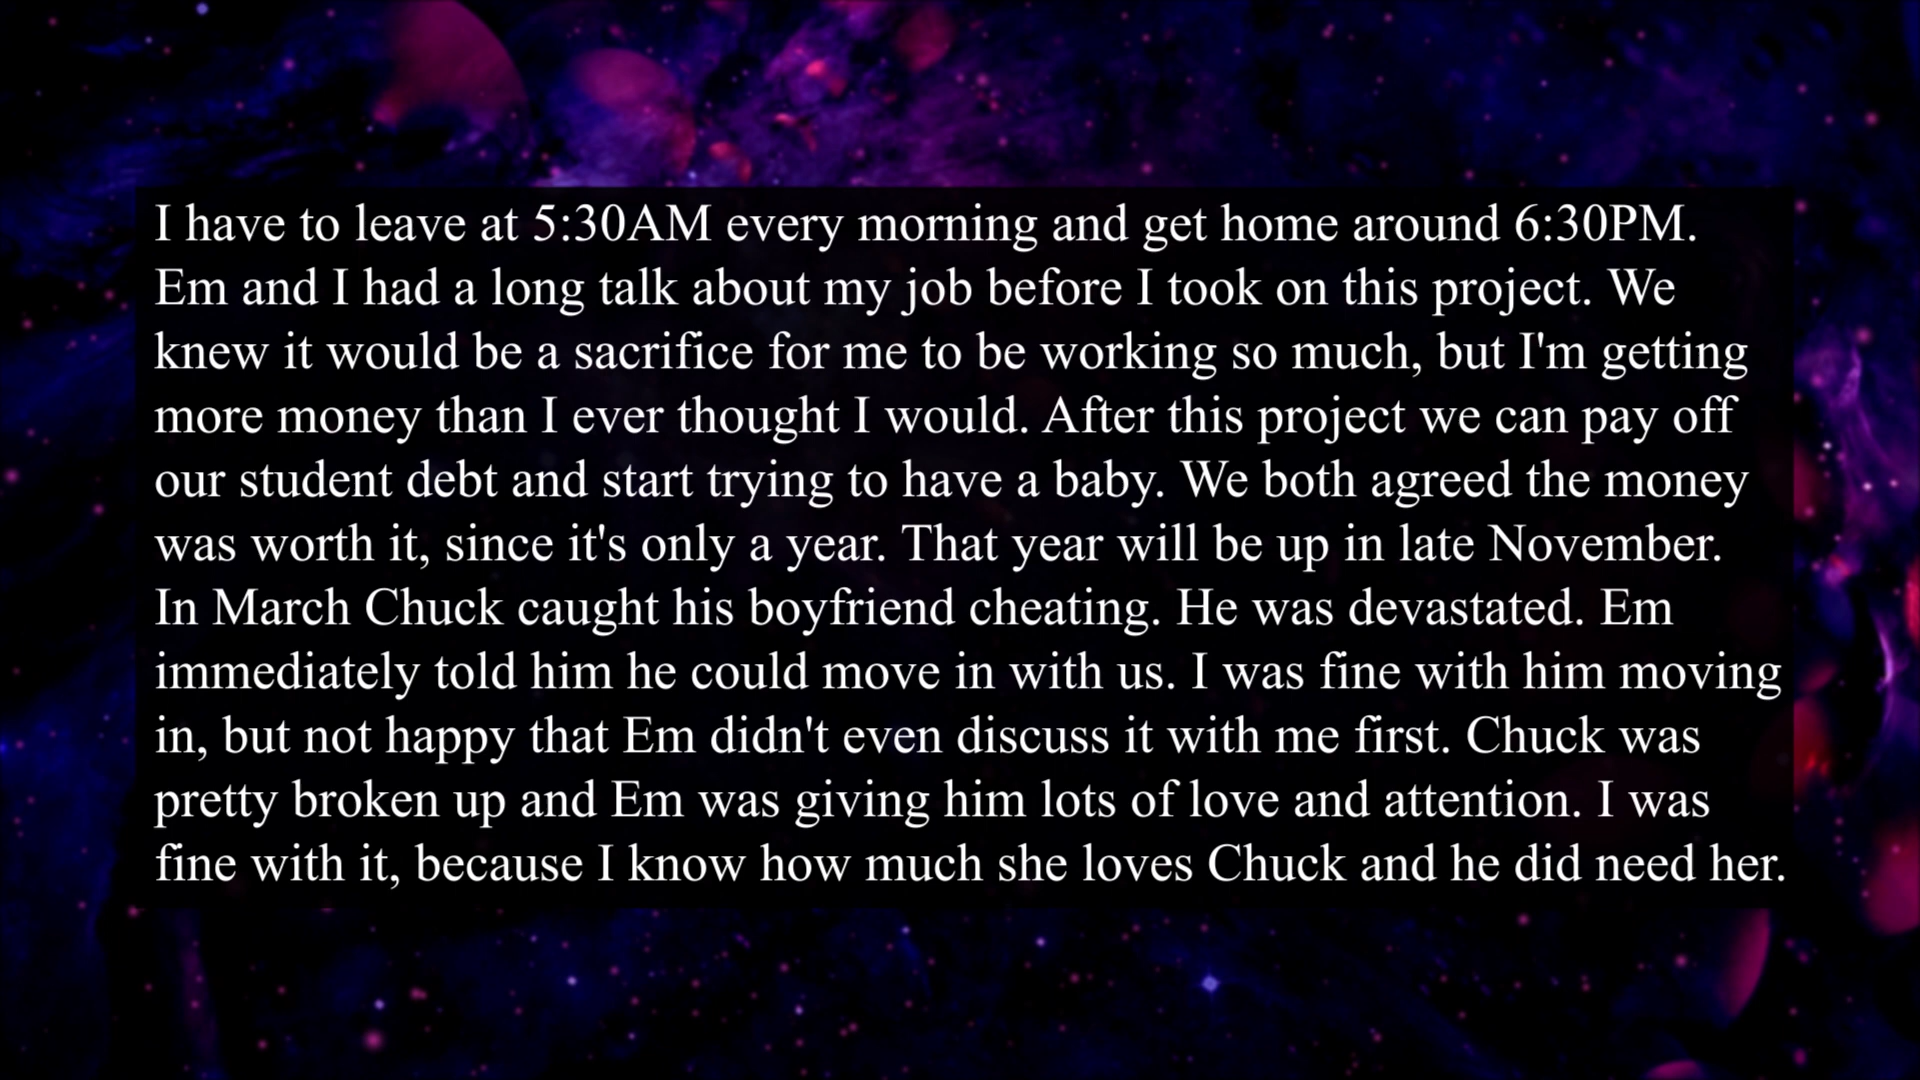 I have to leave at 5:30AM every morning and get home around 6:30PM.
Em and I had a long talk about my job before I took on this project. We
knew it would be a sacrifice for me to be working so much, but I'm getting
more money than I ever thought I would. After this project we can pay off
our student debt and start trying to have a baby. We both agreed the money
was worth it, since it's only a year. That year will be up in late November.
In March Chuck caught his boyfriend cheating. He was devastated. Em
immediately told him he could move in with us. I was fine with him moving
in, but not happy that Em didn't even discuss it with me first. Chuck was
pretty broken up and Em was giving him lots of love and attention. I was
fine with it, because I know how much she loves Chuck and he did need her.